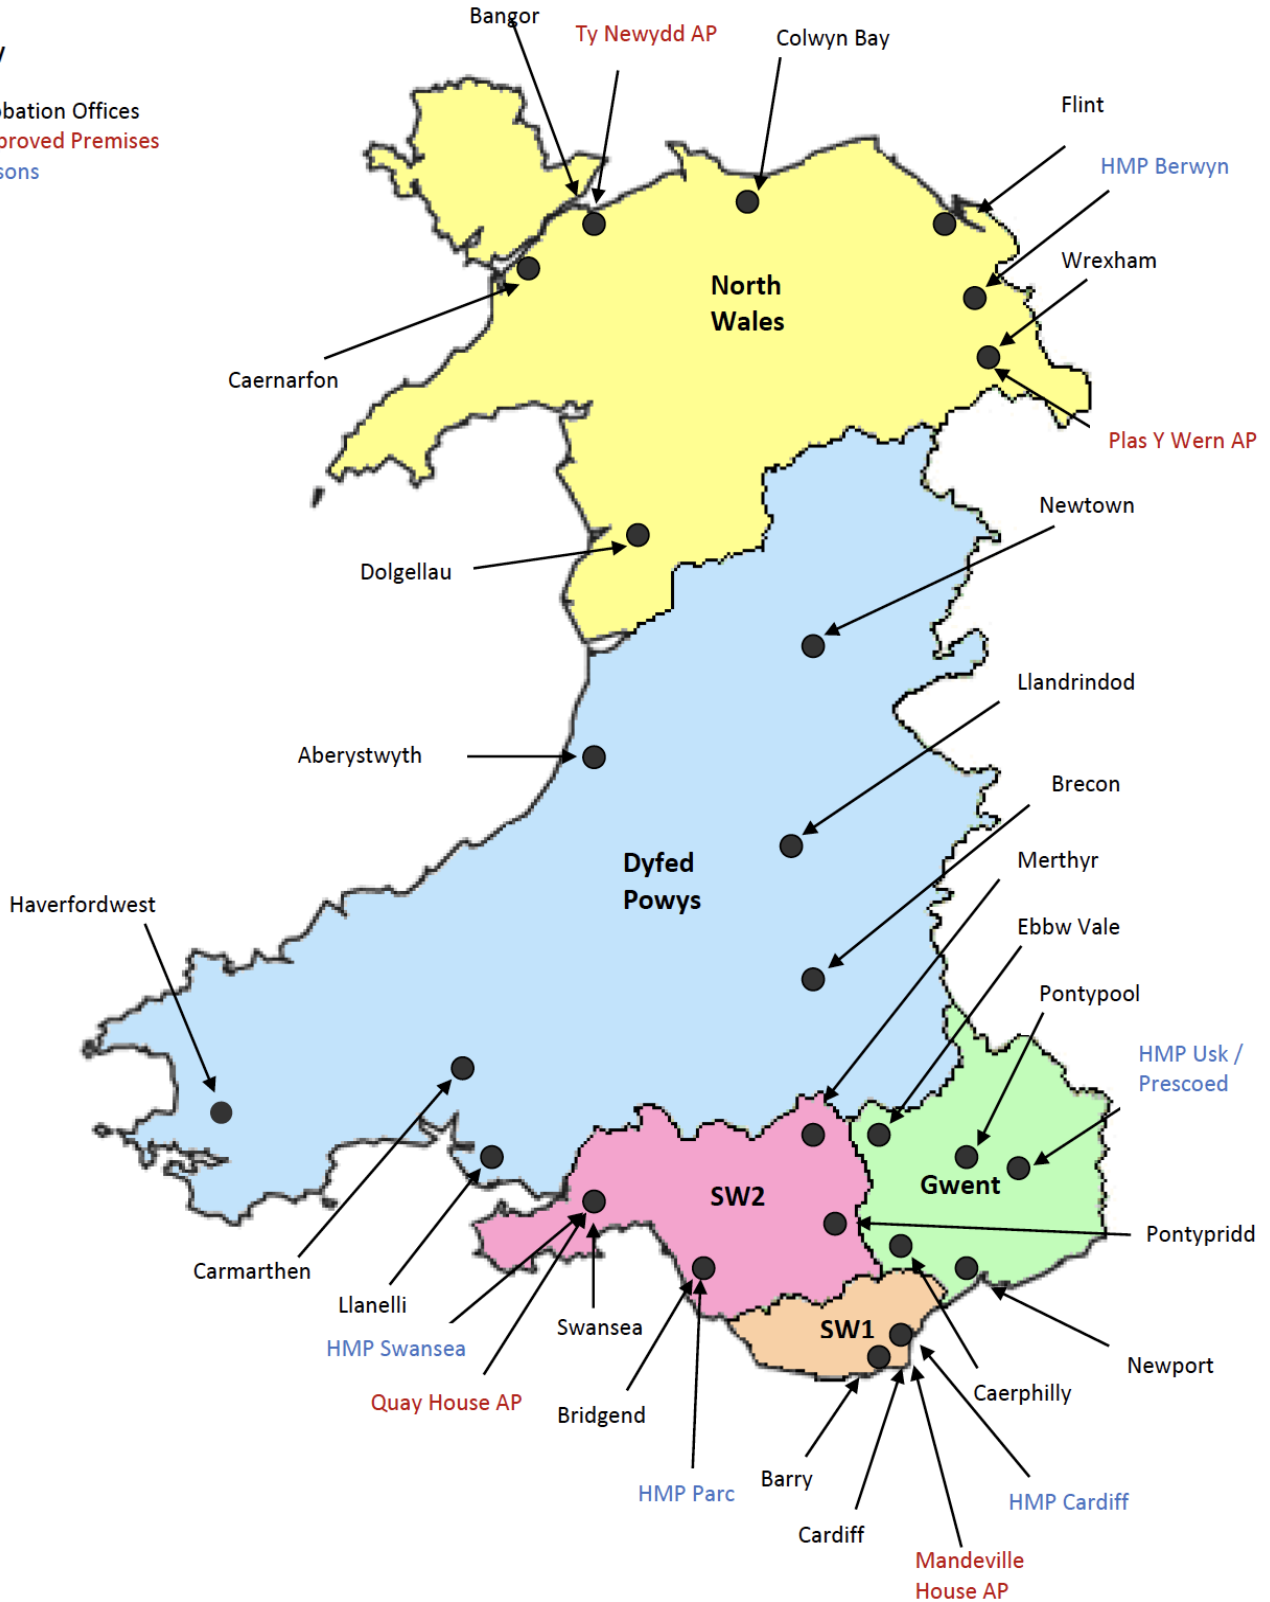 Bangor
Ty Newydd AP
Colwyn Bay
Flint
bation Offices
proved Premises
sons
HMP Berwyn
Wrexham
North
Wales
Caernarfon
Plas Y Wern AP
Newtown
Dolgellau
Llandrindod
Aberystwyth
Brecon
Dyfed
Powys
Merthyr
Haverfordwest
Ebbw Vale
Pontypool
HMP Usk /
Prescoed
Gwent
SW2
Pontypridd
Carmarthen
Llanelli
Swansea
SW1
HMP Swansea
Newport
Caerphilly
Quay House AP
Bridgend
Barry
HMP Parc
HMP Cardiff
Cardiff
Mandeville
House AP